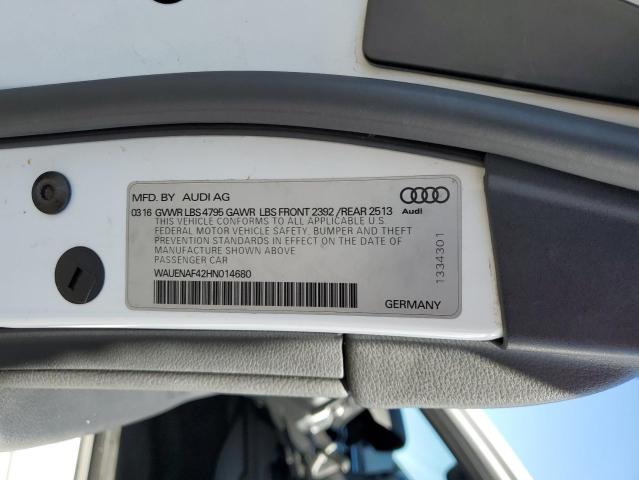 MFD. BY AUDI AG
0316 GVWR LBS 4795 GAWR LBS FRONT 2392 /REAR 2513
Audi
THIS VEHICLE CONFORMS TO ALL APPLICABLE U.S.
FEDERAL MOTOR VEHICLE SAFETY, BUMPER AND THEFT
PREVENTION STANDARDS IN EFFECT ON THE DATE OF
MANUFACTURE SHOWN ABOVE
PASSENGER CAR
WAUENAF42HN014680
GERMANY
1334301